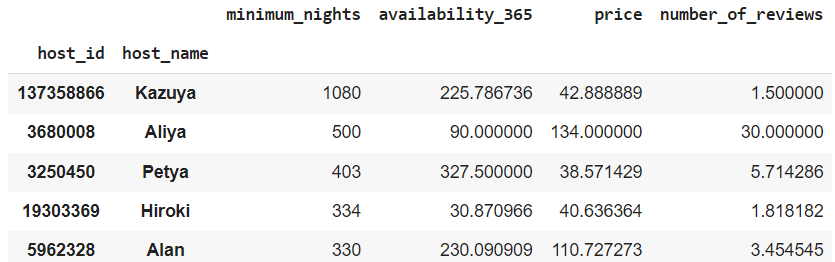 minimum_nights availability_365 price number_of_reviews
host_id host_name
137358866 Kazuya 1080 225.786736 42.888889 1.500000
3680008 Aliya 500 90.000000 134.000000 30.000000
3250450 Petya 403 327.500000 38.571429 5.714286
19303369 Hiroki 334 30.870966 40.636364 1.818182
5962328 Alan 330 230.090909 110.727273 3.454545